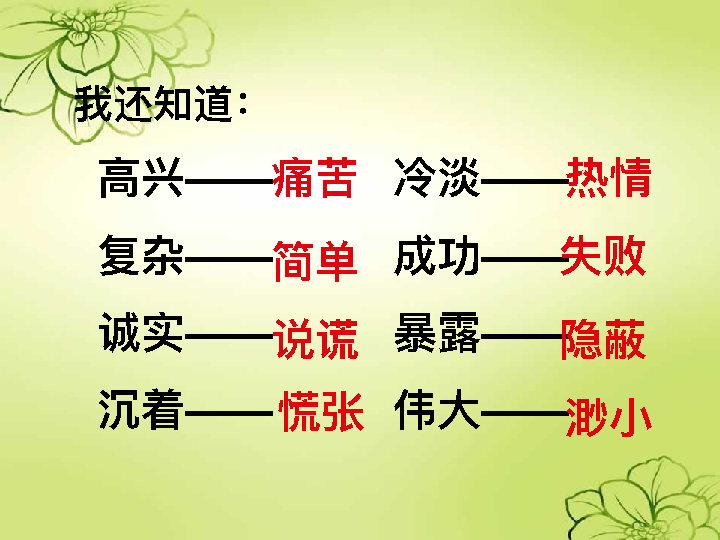 我还知道：
高兴——痛苦 冷淡——热情
复杂——简单 成功——失败
诚实——说谎 暴露——隐蔽
沉着——慌张 伟大——渺小